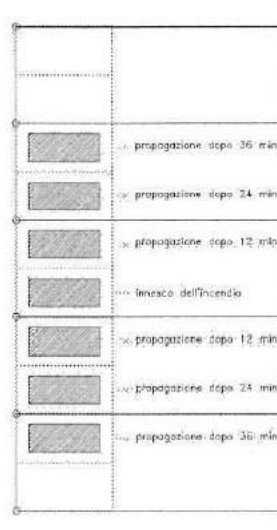 propagazione dopo 36 min
propagazione dopo 24 min
propagazione dopo 12 min
innesco dell'incendio
propagazione dopo 12 min
propagazione dopo 24 min
propagazione dopo 36 min